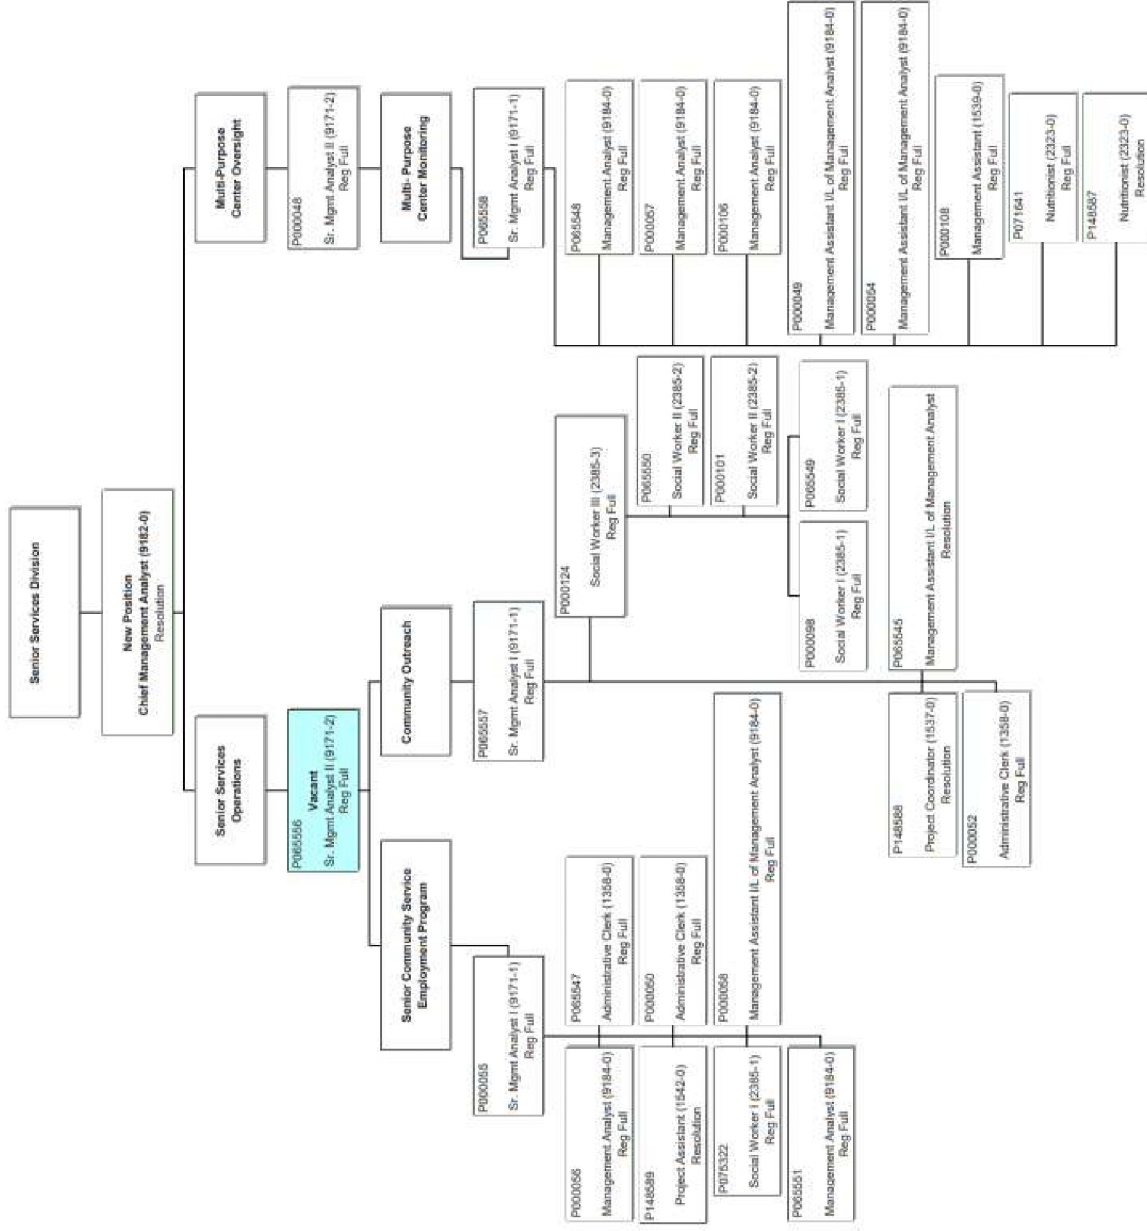 Senior Services Division
New Position
Chief Management Analyst (9182-0)
Resolution
Senior Services
Operations
P065556
Vacant
Sr. Mgmt Analyst II (9171-2)
Reg Full
Senior Community Service
Employment Program
P000055
Sr. Mgmt Analyst I (9171-1)
Reg Full
P000056
Management Analyst (9184-0)
Reg Full
P065547
Administrative Clerk (1358-0)
Reg Full
P148589
Project Assistant (1542-0)
Resolution
P000050
Administrative Clerk (1358-0)
Reg Full
P075322
Social Worker I (2385-1)
Reg Full
P000058
Management Assistant I/L of Management Analyst (9184-0)
Reg Full
P065551
Management Analyst (9184-0)
Reg Full
Community Outreach
P065557
Sr. Mgmt Analyst I (9171-1)
Reg Full
P000124
Social Worker III (2385-3)
Reg Full
P065550
Social Worker II (2385-2)
Reg Full
P000101
Social Worker II (2385-2)
Reg Full
P000098
Social Worker I (2385-1)
Reg Full
P065549
Social Worker I (2385-1)
Reg Full
P148588
Project Coordinator (1537-0)
Resolution
P065545
Management Assistant I/L of Management Analyst
Resolution
P000052
Administrative Clerk (1358-0)
Reg Full
Multi-Purpose
Center Oversight
P000048
Sr. Mgmt Analyst II (9171-2)
Reg Full
Multi- Purpose
Center Monitoring
P065558
Sr. Mgmt Analyst I (9171-1)
Reg Full
P065548
Management Analyst (9184-0)
Reg Full
P000057
Management Analyst (9184-0)
Reg Full
P000106
Management Analyst (9184-0)
Reg Full
P000049
Management Assistant I/L of Management Analyst (9184-0)
Reg Full
P000054
Management Assistant I/L of Management Analyst (9184-0)
Reg Full
P000108
Management Assistant (1539-0)
Reg Full
P071641
Nutritionist (2323-0)
Reg Full
P148587
Nutritionist (2323-0)
Resolution